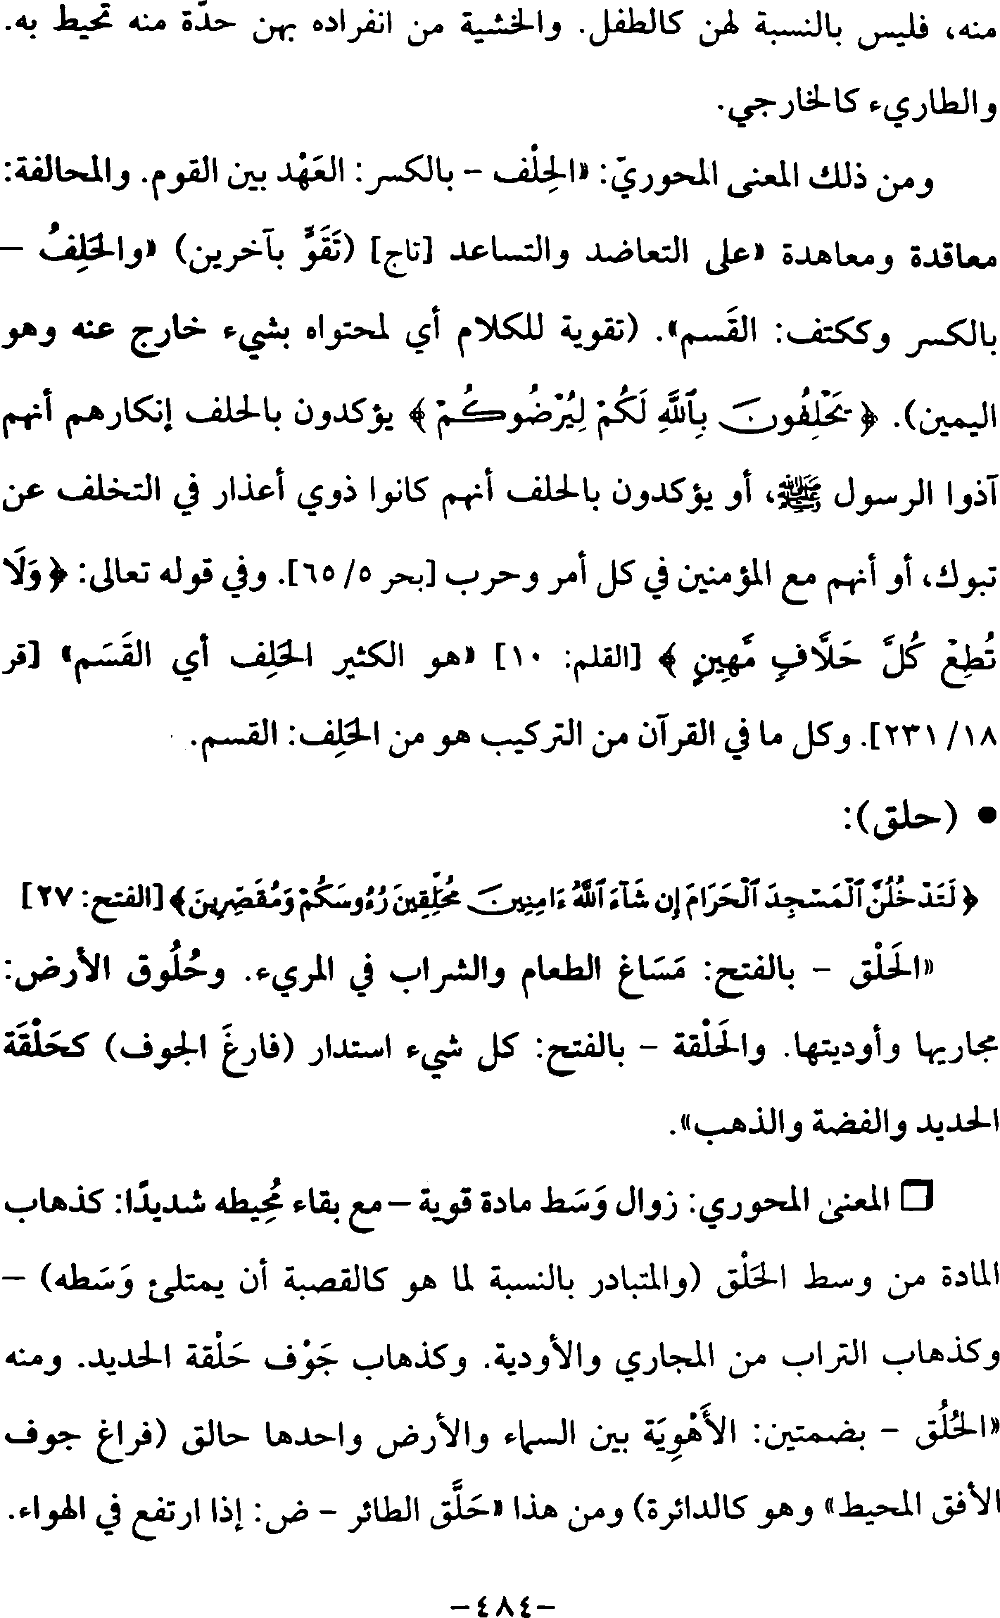 منه، فليس بالنسبة لهن كالطفل. والخشية من انفراده بهن حدّة منه تحيط به.
والطاريء كالخارجي.
ومن ذلك المعنى المحوريّ: «الحِلْف – بالكسر: العَهْد بين القوم. والمحالفة:
معاقدة ومعاهدة «على التعاضد والتساعد [تاج] (تَقَوٍّ بآخرين) «والحَلِفُ –
بالكسر وككتف: القَسم». (تقوية للكلام أي لمحتواه بشيء خارج عنه وهو
اليمين). ﴿ يَحْلِفُونَ بِٱللَّهِ لَكُمْ لِيُرْضُوكُمْ ﴾ يؤكدون بالحلف إنكارهم أنهم
آذوا الرسول ﷺ، أو يؤكدون بالحلف أنهم كانوا ذوي أعذار في التخلف عن
تبوك، أو أنهم مع المؤمنين في كل أمر وحرب [بحر ٥/ ٦٥]. وفي قوله تعالى: ﴿ وَلَا
تُطِعْ كُلَّ حَلَّافٍ مَّهِينٍ ﴾ [القلم: ١٠] «هو الكثير الحَلِف أي القَسَم» [قر
١٨/ ٢٣١]. وكل ما في القرآن من التركيب هو من الحَلِف: القسم.
• (حلق):
﴿ لَتَدْخُلُنَّ ٱلْمَسْجِدَ ٱلْحَرَامَ إِن شَآءَ ٱللَّهُ ءَامِنِينَ مُحَلِّقِينَ رُءُوسَكُمْ وَمُقَصِّرِينَ﴾ [الفتح: ٢٧]
«الحَلْق – بالفتح: مَسَاغ الطعام والشراب في المريء. وحُلُوق الأرض:
مجاريها وأوديتها. والحَلْقة – بالفتح: كل شيء استدار (فارغَ الجوف) كحَلْقَة
الحديد والفضة والذهب».
❏ المعنىٰ المحوري: زوال وَسَط مادة قوية – مع بقاء مُحِيطه شديدًا: كذهاب
المادة من وسط الحَلْق (والمتبادر بالنسبة لما هو كالقصبة أن يمتلئ وَسَطه) –
وكذهاب التراب من المجاري والأودية. وكذهاب جَوْف حَلْقة الحديد. ومنه
«الحُلُق – بضمتين: الأَهْوِيَة بين السماء والأرض واحدها حالق (فراغ جوف
الأفق المحيط» وهو كالدائرة) ومن هذا «حَلَّق الطائر – ض: إذا ارتفع في الهواء.
–٤٨٤–